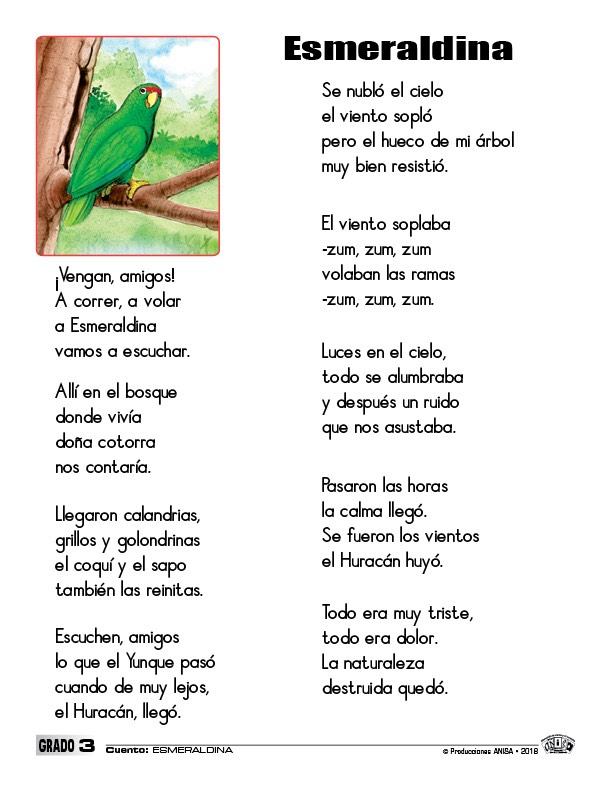 Esmeraldina
¡Vengan, amigos!
A correr, a volar
a Esmeraldina
vamos a escuchar.
Allí en el bosque
donde vivía
doña cotorra
nos contaría.
Llegaron calandrias,
grillos y golondrinas
el coquí y el sapo
también las reinitas.
Escuchen, amigos
lo que el Yunque pasó
cuando de muy lejos,
el Huracán, llegó.
Se nubló el cielo
el viento sopló
pero el hueco de mi árbol
muy bien resistió.
El viento soplaba
-zum, zum, zum
volaban las ramas
-zum, zum, zum.
Luces en el cielo,
todo se alumbraba
y después un ruido
que nos asustaba.
Pasaron las horas
la calma llegó.
Se fueron los vientos
el Huracán huyó.
Todo era muy triste,
todo era dolor.
La naturaleza
destruida quedó.
GRADO 3 Cuento: ESMERALDINA
© Producciones ANISA • 2018